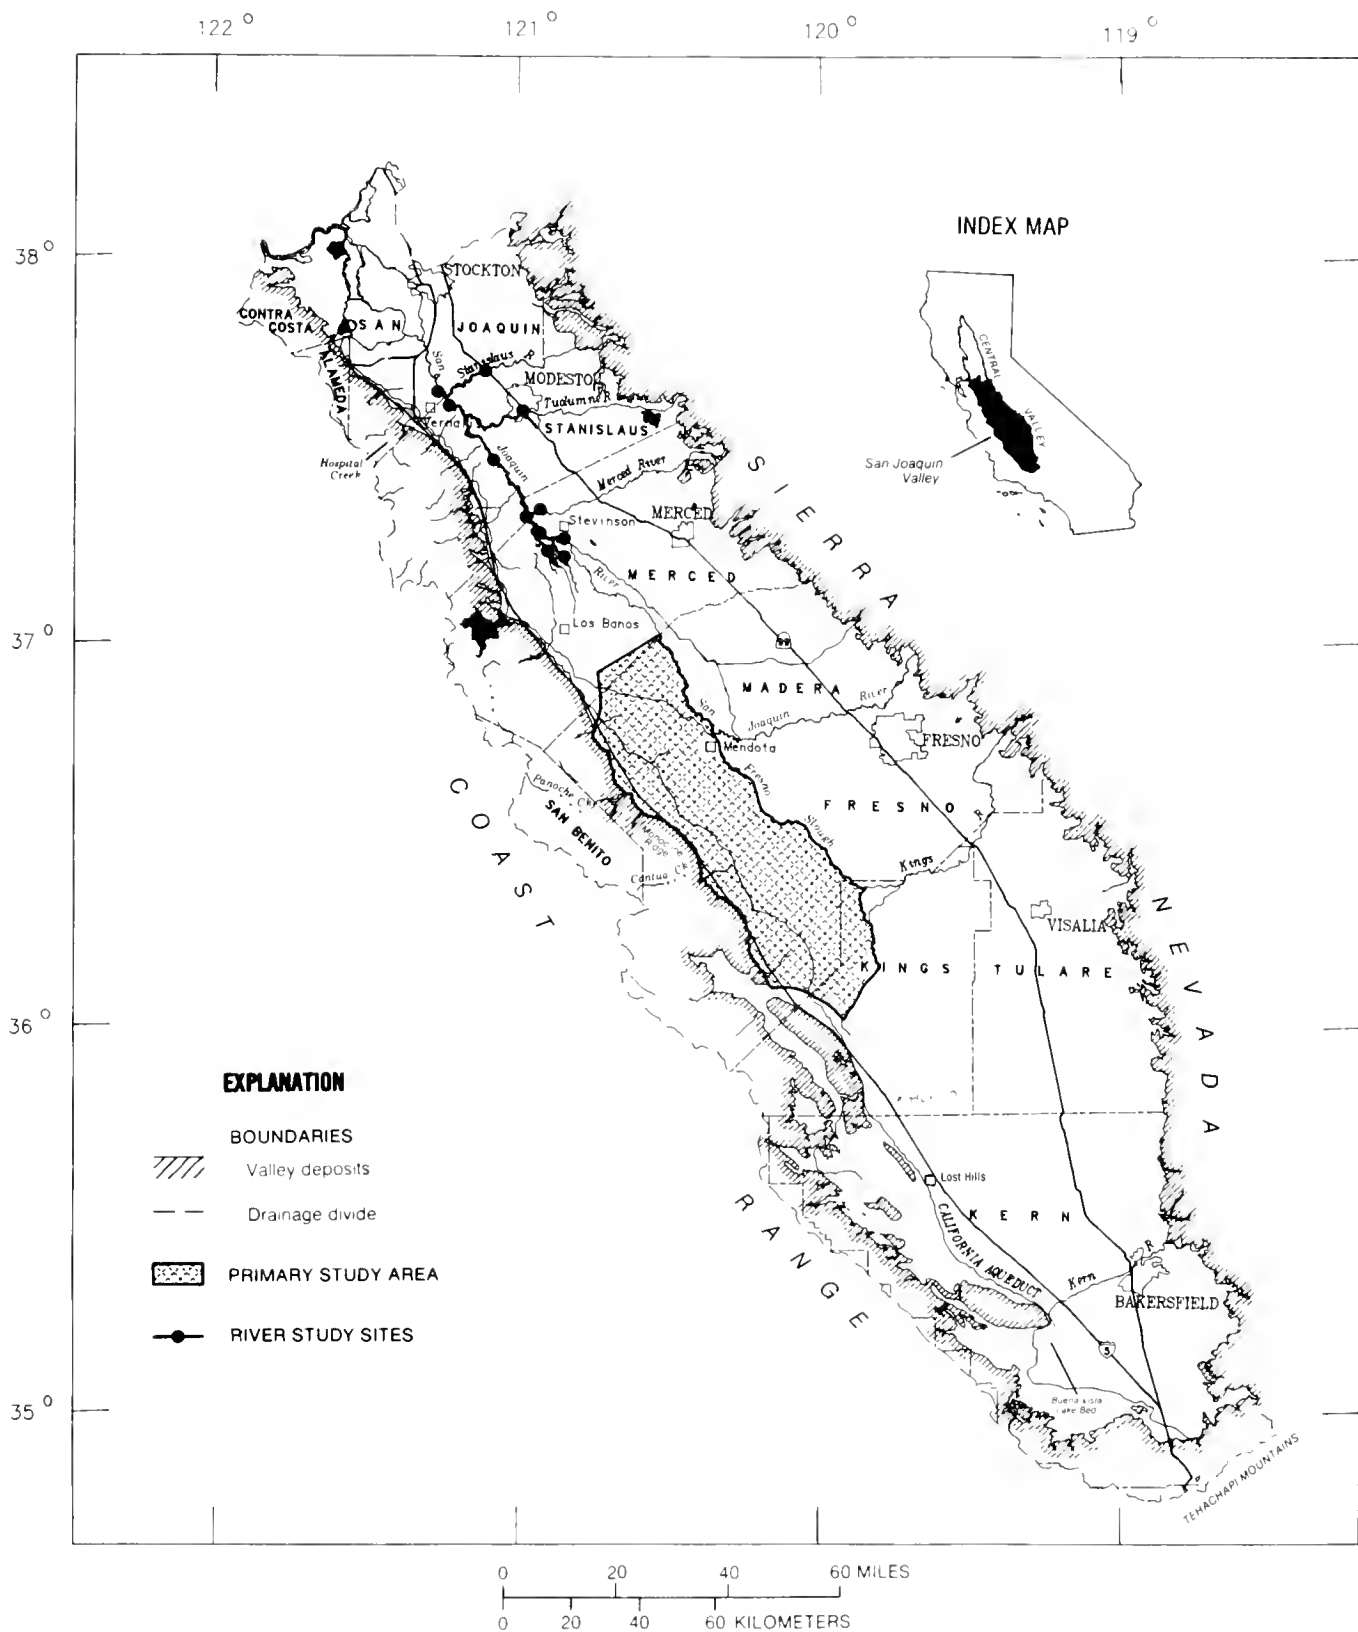 122° 121° 120° 119°
INDEX MAP
38°
STOCKTON
CONTRA
COSTA
SAN JOAQUIN
ALAMEDA
San
Stanislaus R
MODESTO
Tuolumne R
STANISLAUS
CENTRAL
VALLEY
San Joaquin
Valley
Hospital
Creek
Joaquin
Merced River
MERCED
Stevinson
River
MERCED
SIERRA
37°
Los Banos
99
MADERA
San
Joaquin River
Mendota
FRESNO
Fresno
Slough
Panoche Ck
SAN BENITO
FRESNO
R
Kings
Cantua Ck
COAST
VISALIA
NEVADA
KINGS TULARE
36°
EXPLANATION
BOUNDARIES
Valley deposits
Drainage divide
PRIMARY STUDY AREA
RIVER STUDY SITES
Lost Hills
KERN
CALIFORNIA AQUEDUCT
RANGE
Kern R
BAKERSFIELD
5
35°
Buena Vista
Lake Bed
TEHACHAPI MOUNTAINS
0 20 40 60 MILES
0 20 40 60 KILOMETERS